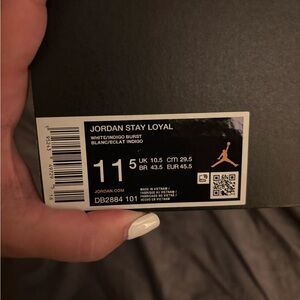 JORDAN STAY LOYAL
WHITE/INDIGO BURST
BLANC/ECLAT INDIGO
11 5
UK 10.5 CM 29.5
BR 43.5 EUR 45.5
JORDAN.COM
DB2884 101
MADE IN VIETNAM